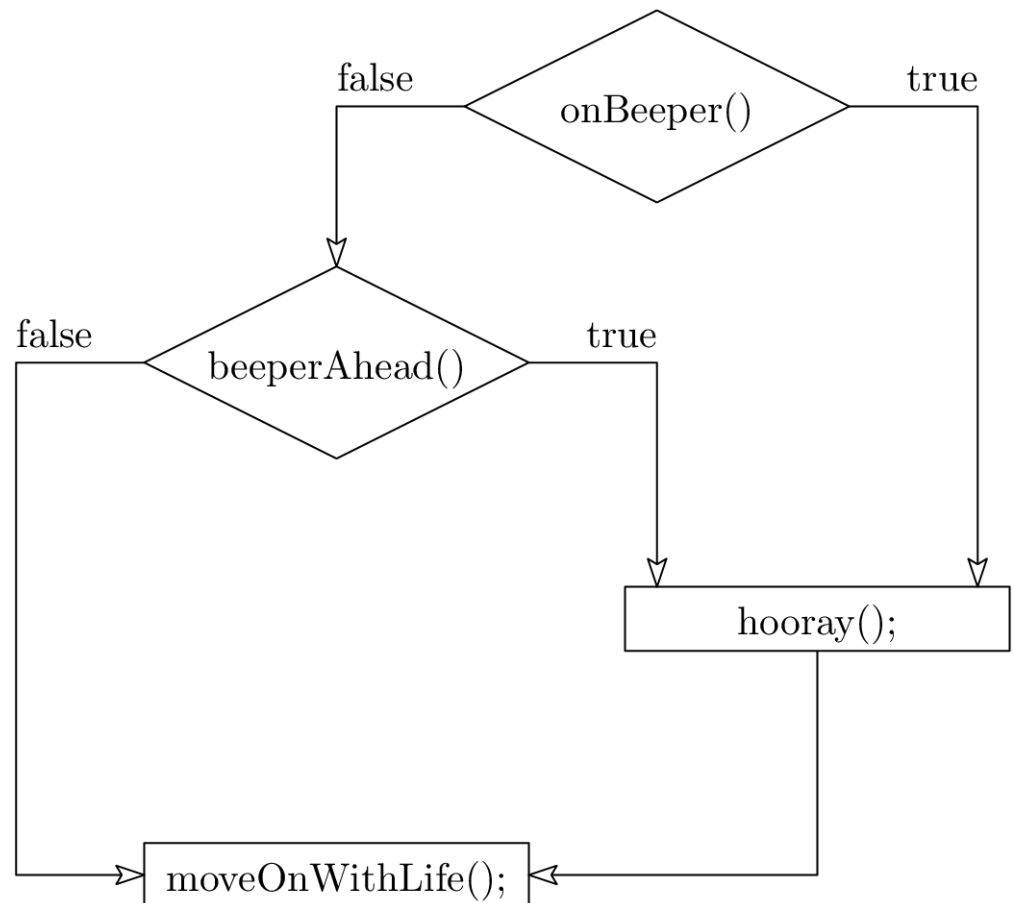 false
true
onBeeper()
false
true
beeperAhead()
hooray();
moveOnWithLife();